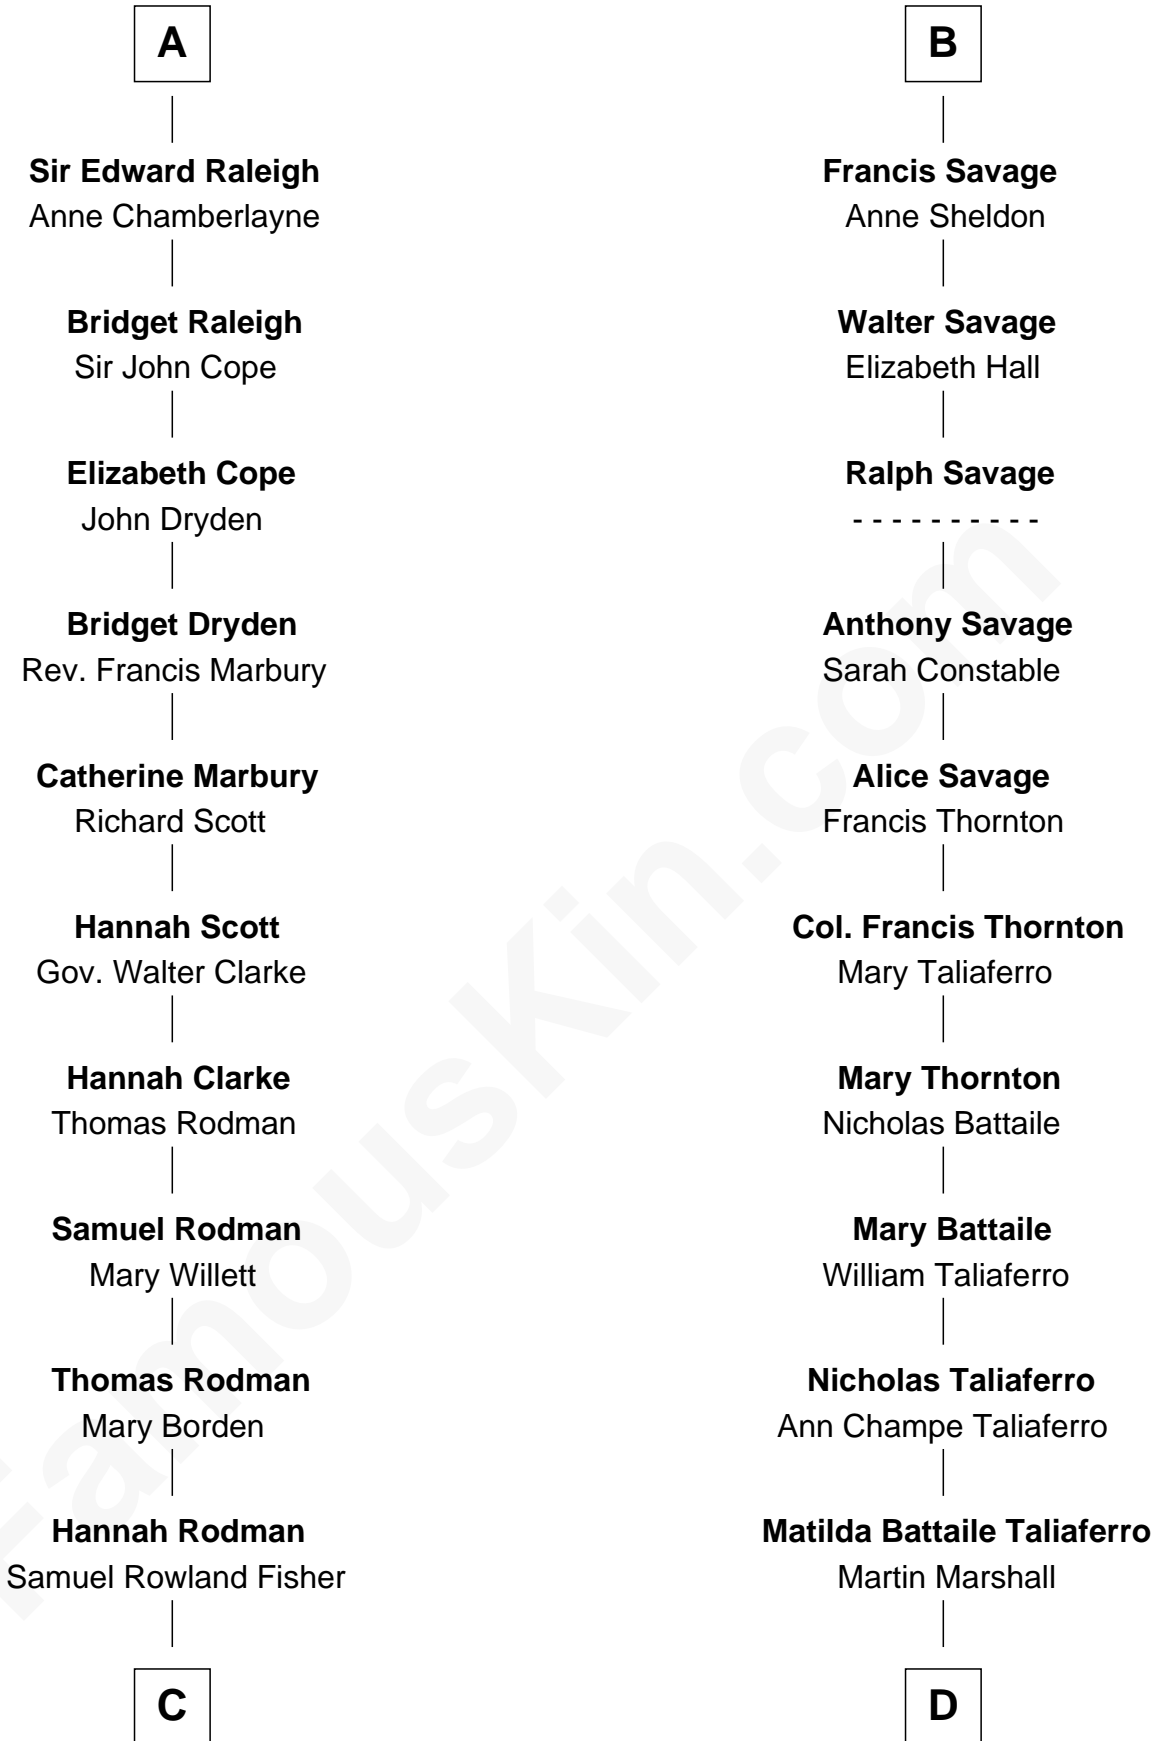 A
Sir Edward Raleigh
Anne Chamberlayne
Bridget Raleigh
Sir John Cope
Elizabeth Cope
John Dryden
Bridget Dryden
Rev. Francis Marbury
Catherine Marbury
Richard Scott
Hannah Scott
Gov. Walter Clarke
Hannah Clarke
Thomas Rodman
Samuel Rodman
Mary Willett
Thomas Rodman
Mary Borden
Hannah Rodman
Samuel Rowland Fisher
C
B
Francis Savage
Anne Sheldon
Walter Savage
Elizabeth Hall
Ralph Savage
- - - - - - - - - -
Anthony Savage
Sarah Constable
Alice Savage
Francis Thornton
Col. Francis Thornton
Mary Taliaferro
Mary Thornton
Nicholas Battaile
Mary Battaile
William Taliaferro
Nicholas Taliaferro
Ann Champe Taliaferro
Matilda Battaile Taliaferro
Martin Marshall
D
FamousKin.com